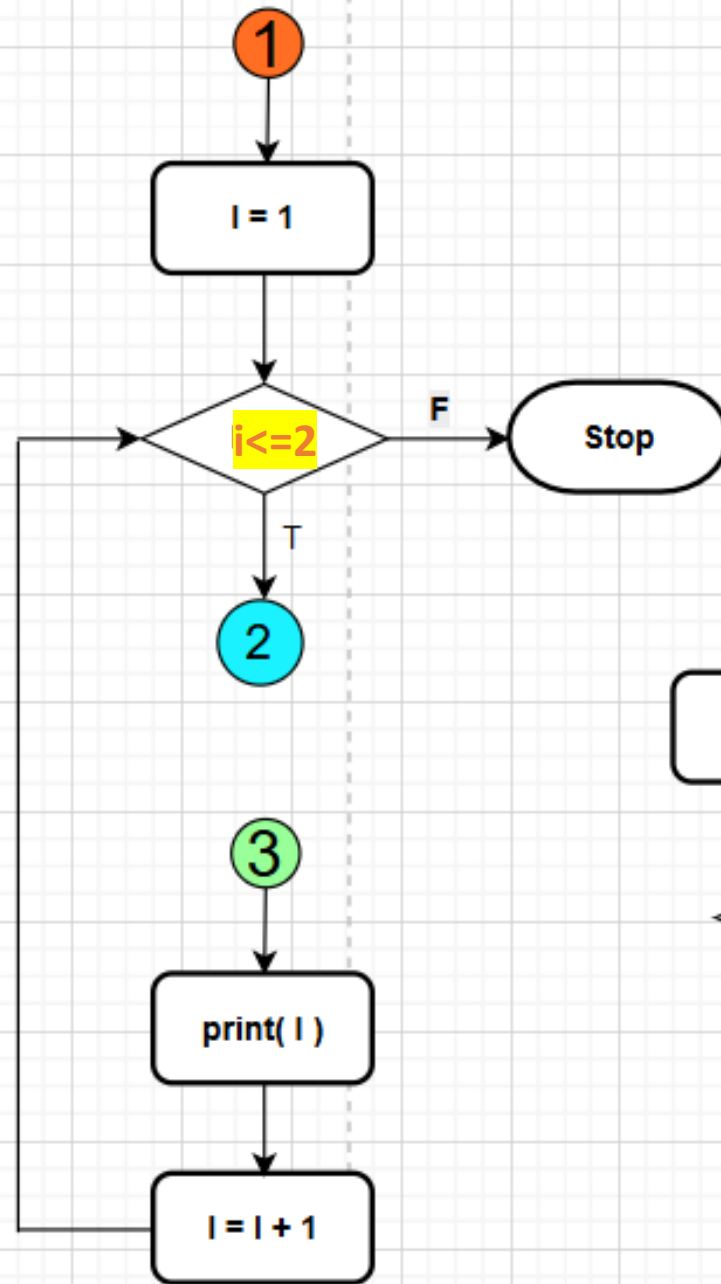 1
I = 1
i<=2
F
Stop
T
2
3
print( I )
I = I + 1